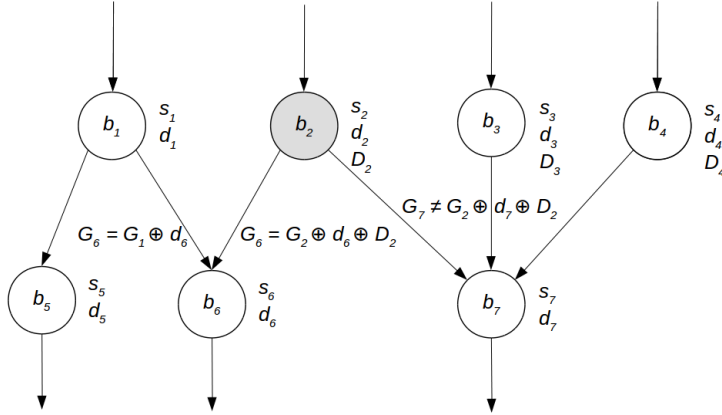 b₁
s₁
d₁
b₂
s₂
d₂
D₂
b₃
s₃
d₃
D₃
b₄
s₄
d₄
D₄
G₆ = G₁ ⊕ d₆
G₆ = G₂ ⊕ d₆ ⊕ D₂
G₇ ≠ G₂ ⊕ d₇ ⊕ D₂
b₅
s₅
d₅
b₆
s₆
d₆
b₇
s₇
d₇